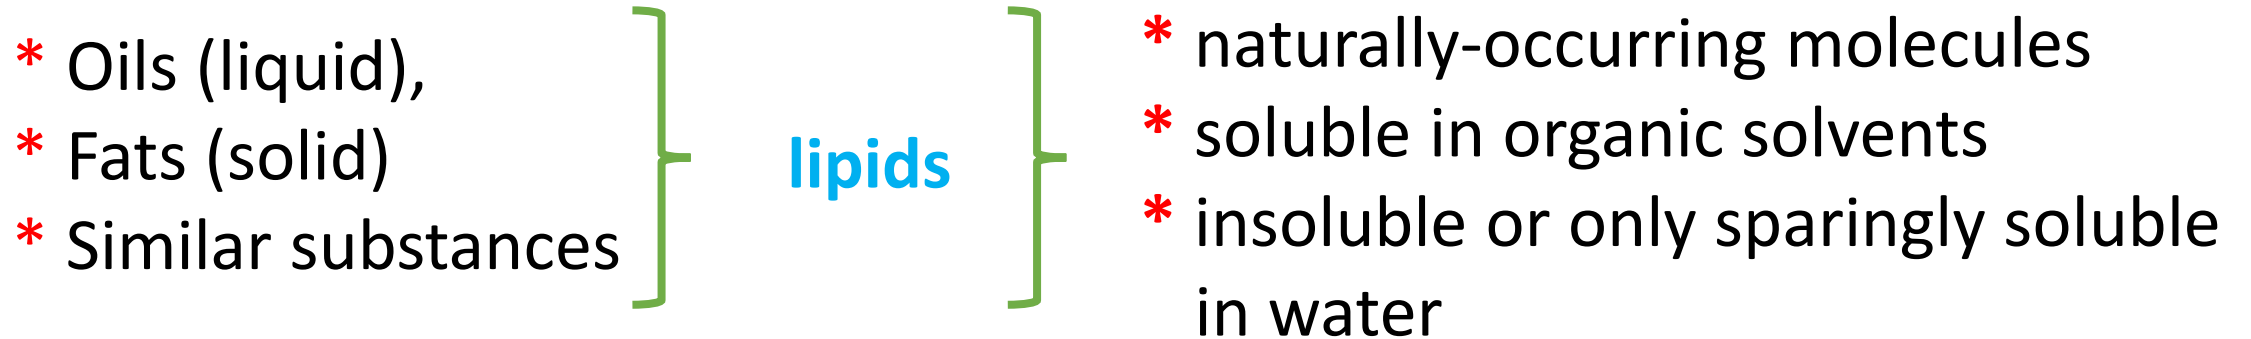 * Oils (liquid),
* Fats (solid)
* Similar substances
lipids
* naturally-occurring molecules
* soluble in organic solvents
* insoluble or only sparingly soluble
in water